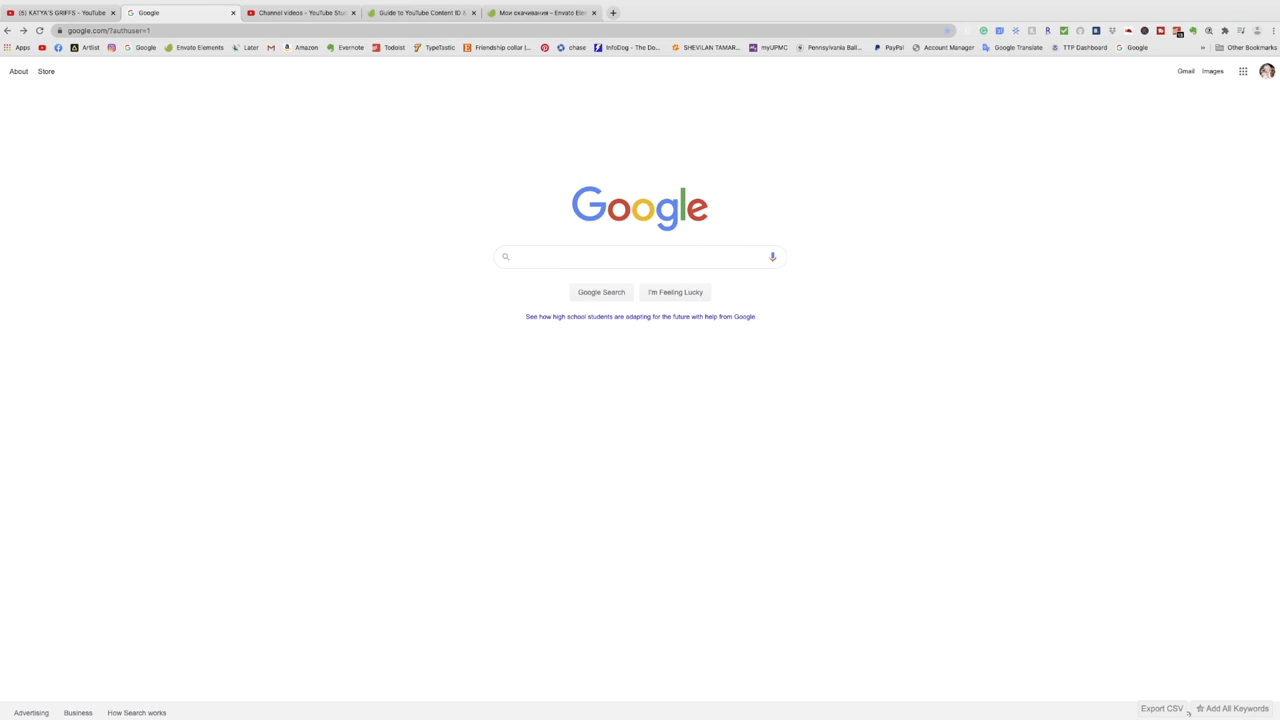 (5) KATYA'S GRIFFS - YouTube
Google
Channel videos - YouTube Stu
Guide to YouTube Content ID &
Мои скачивания – Envato Ele
google.com/?authuser=1
Apps
Artlist
Google
Envato Elements
Later
Amazon
Evernote
Todoist
TypeTastic
Friendship collar |...
chase
InfoDog - The Do...
SHEVILAN TAMAR...
myUPMC
Pennsylvania Ball...
PayPal
Account Manager
Google Translate
TTP Dashboard
Google
»
Other Bookmarks
About
Store
Gmail
Images
Google
Google Search
I'm Feeling Lucky
See how high school students are adapting for the future with help from Google
Advertising
Business
How Search works
Export CSV
Add All Keywords